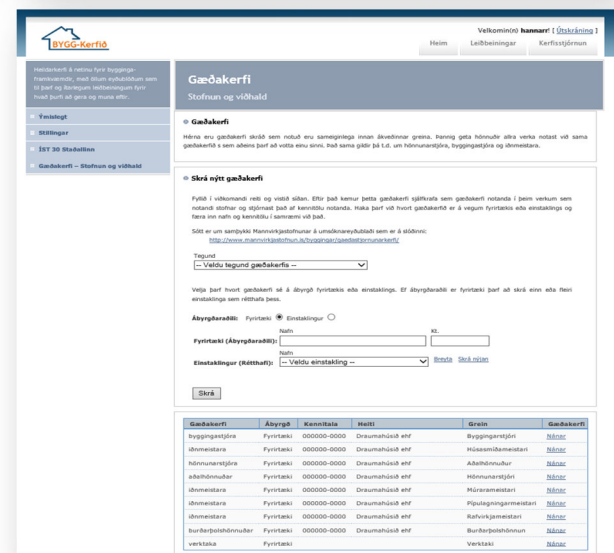 Velkomin(n) hannarr! [ Útskráning ]
BYGG-Kerfið
Heim Leiðbeiningar Kerfisstjórnun
Heildarkerfi á netinu fyrir bygginga-
framkvæmdir, með öllum eyðublöðum sem
til þarf og ítarlegum leiðbeiningum fyrir
hvað þurfi að gera og muna eftir.
Ýmislegt
Stillingar
ÍST 30 Staðallinn
Gæðakerfi – Stofnun og viðhald
Gæðakerfi
Stofnun og viðhald
Gæðakerfi
Hérna eru gæðakerfi skráð sem notuð eru sameiginlega innan ákveðinnar greina. Þannig geta hönnuðir allra verka notast við sama
gæðakerfið s sem aðeins þarf að votta einu sinni. Það sama gildir þá t.d. um hönnunarstjóra, byggingastjóra og iðnmeistara.
Skrá nýtt gæðakerfi
Fyllið í viðkomandi reiti og vistið síðan. Eftir það kemur þetta gæðakerfi sjálfkrafa sem gæðakerfi notanda í þeim verkum sem
notandi stofnar og stjórnast það af kennitölu notanda. Haka þarf við hvort gæðakerfið er á vegum fyrirtækis eða einstaklings og
færa inn nafn og kennitölu í samræmi við það.
Sótt er um samþykki Mannvirkjastofnunar á umsóknareyðublaði sem er á slóðinni:
http://www.mannvirkjastofnun.is/byggingar/gaedastjornunarkerfi/
Tegund
-- Veldu tegund gæðakerfis --
Velja þarf hvort gæðakerfi sé á ábyrgð fyrirtækis eða einstaklings. Ef ábyrgðaraðili er fyrirtæki þarf að skrá einn eða fleiri
einstaklinga sem rétthafa þess.
Ábyrgðaraðili: Fyrirtæki Einstaklingur
Nafn Kt.
Fyrirtæki (Ábyrgðaraðili):
Nafn
Einstaklingur (Rétthafi): -- Veldu einstakling -- Breyta Skrá nýjan
Skrá
Gæðakerfi Ábyrgð Kennitala Heiti Grein Gæðakerfi
byggingastjóra Fyrirtæki 000000-0000 Draumahúsið ehf Byggingarstjóri Nánar
iðnmeistara Fyrirtæki 000000-0000 Draumahúsið ehf Húsasmíðameistari Nánar
hönnunarstjóra Fyrirtæki 000000-0000 Draumahúsið ehf Aðalhönnuður Nánar
aðalhönnuðar Fyrirtæki 000000-0000 Draumahúsið ehf Hönnunarstjóri Nánar
iðnmeistara Fyrirtæki 000000-0000 Draumahúsið ehf Múrarameistari Nánar
iðnmeistara Fyrirtæki 000000-0000 Draumahúsið ehf Pípulagningarmeistari Nánar
iðnmeistara Fyrirtæki 000000-0000 Draumahúsið ehf Rafvirkjameistari Nánar
burðarþolshönnuðar Fyrirtæki 000000-0000 Draumahúsið ehf Burðarþolshönnun Nánar
verktaka Fyrirtæki Verktaki Nánar